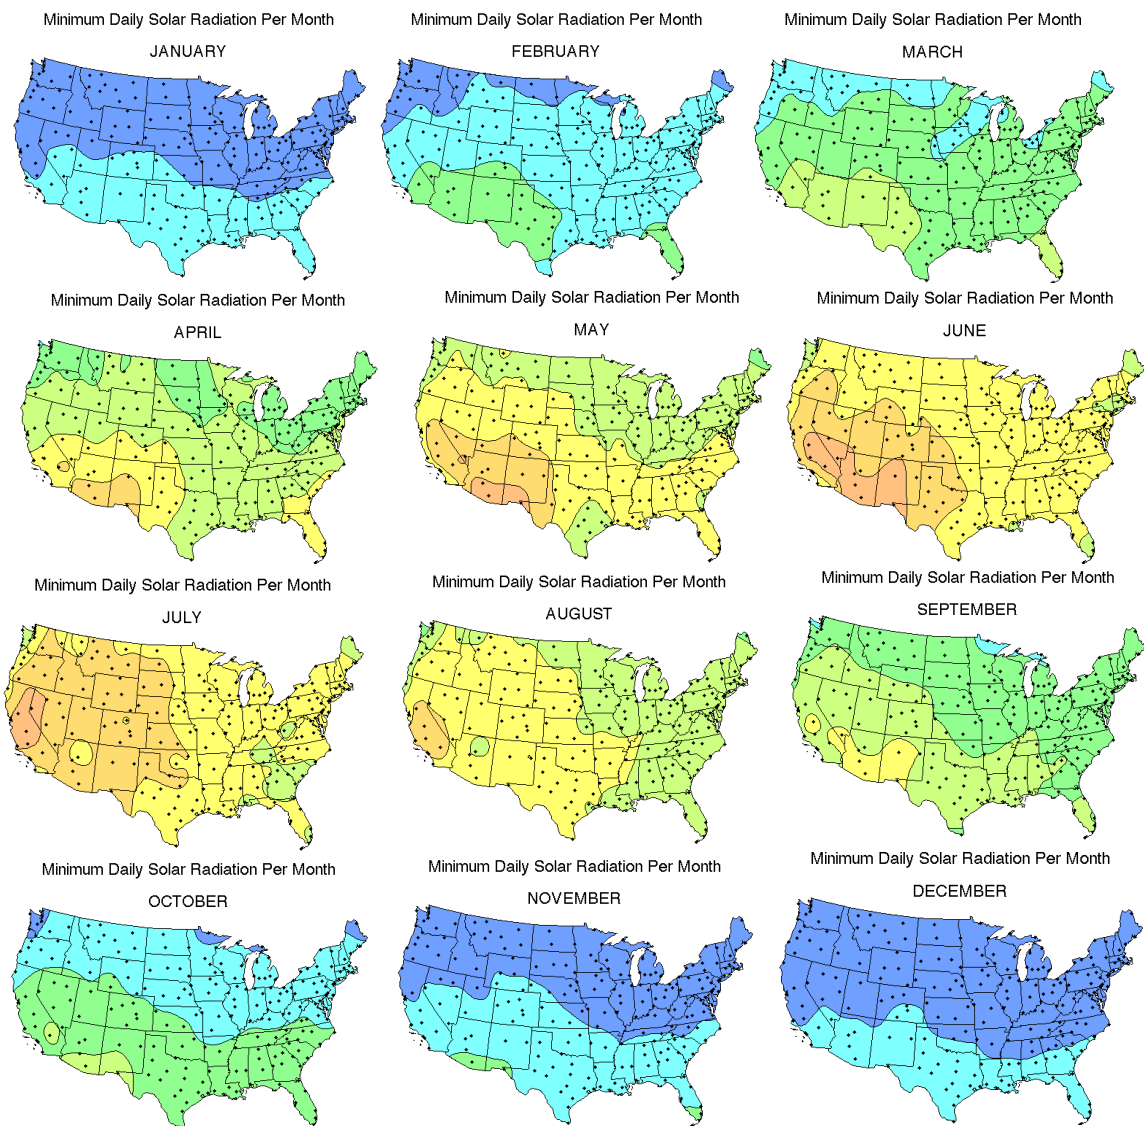 Minimum Daily Solar Radiation Per Month
JANUARY
Minimum Daily Solar Radiation Per Month
FEBRUARY
Minimum Daily Solar Radiation Per Month
MARCH
Minimum Daily Solar Radiation Per Month
APRIL
Minimum Daily Solar Radiation Per Month
MAY
Minimum Daily Solar Radiation Per Month
JUNE
Minimum Daily Solar Radiation Per Month
JULY
Minimum Daily Solar Radiation Per Month
AUGUST
Minimum Daily Solar Radiation Per Month
SEPTEMBER
Minimum Daily Solar Radiation Per Month
OCTOBER
Minimum Daily Solar Radiation Per Month
NOVEMBER
Minimum Daily Solar Radiation Per Month
DECEMBER